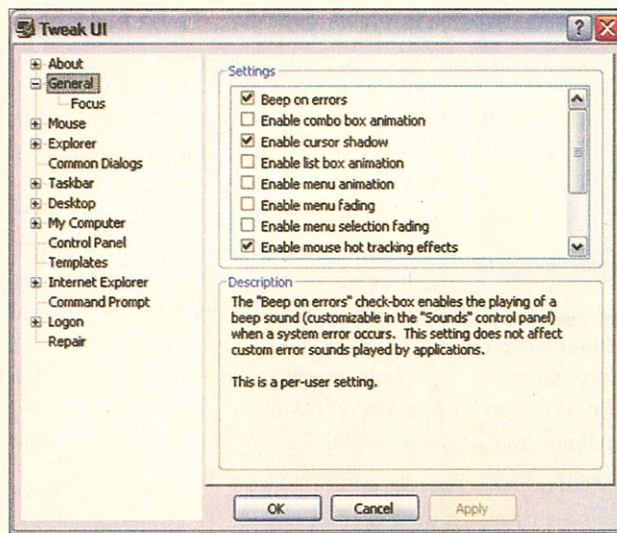 Tweak UI
About
General
Focus
Mouse
Explorer
Common Dialogs
Taskbar
Desktop
My Computer
Control Panel
Templates
Internet Explorer
Command Prompt
Logon
Repair
Settings
Beep on errors
Enable combo box animation
Enable cursor shadow
Enable list box animation
Enable menu animation
Enable menu fading
Enable menu selection fading
Enable mouse hot tracking effects
Description
The "Beep on errors" check-box enables the playing of a
beep sound (customizable in the "Sounds" control panel)
when a system error occurs. This setting does not affect
custom error sounds played by applications.
This is a per-user setting.
OK
Cancel
Apply